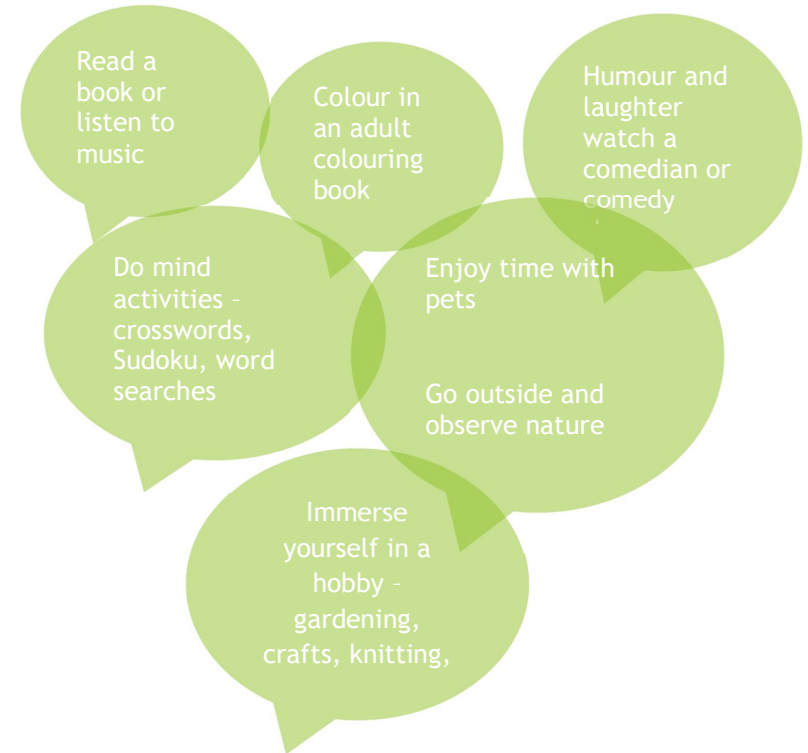 Read a
book or
listen to
music
Colour in
an adult
colouring
book
Humour and
laughter
watch a
comedian or
comedy
Do mind
activities –
crosswords,
Sudoku, word
searches
Enjoy time with
pets
Go outside and
observe nature
Immerse
yourself in a
hobby –
gardening,
crafts, knitting,